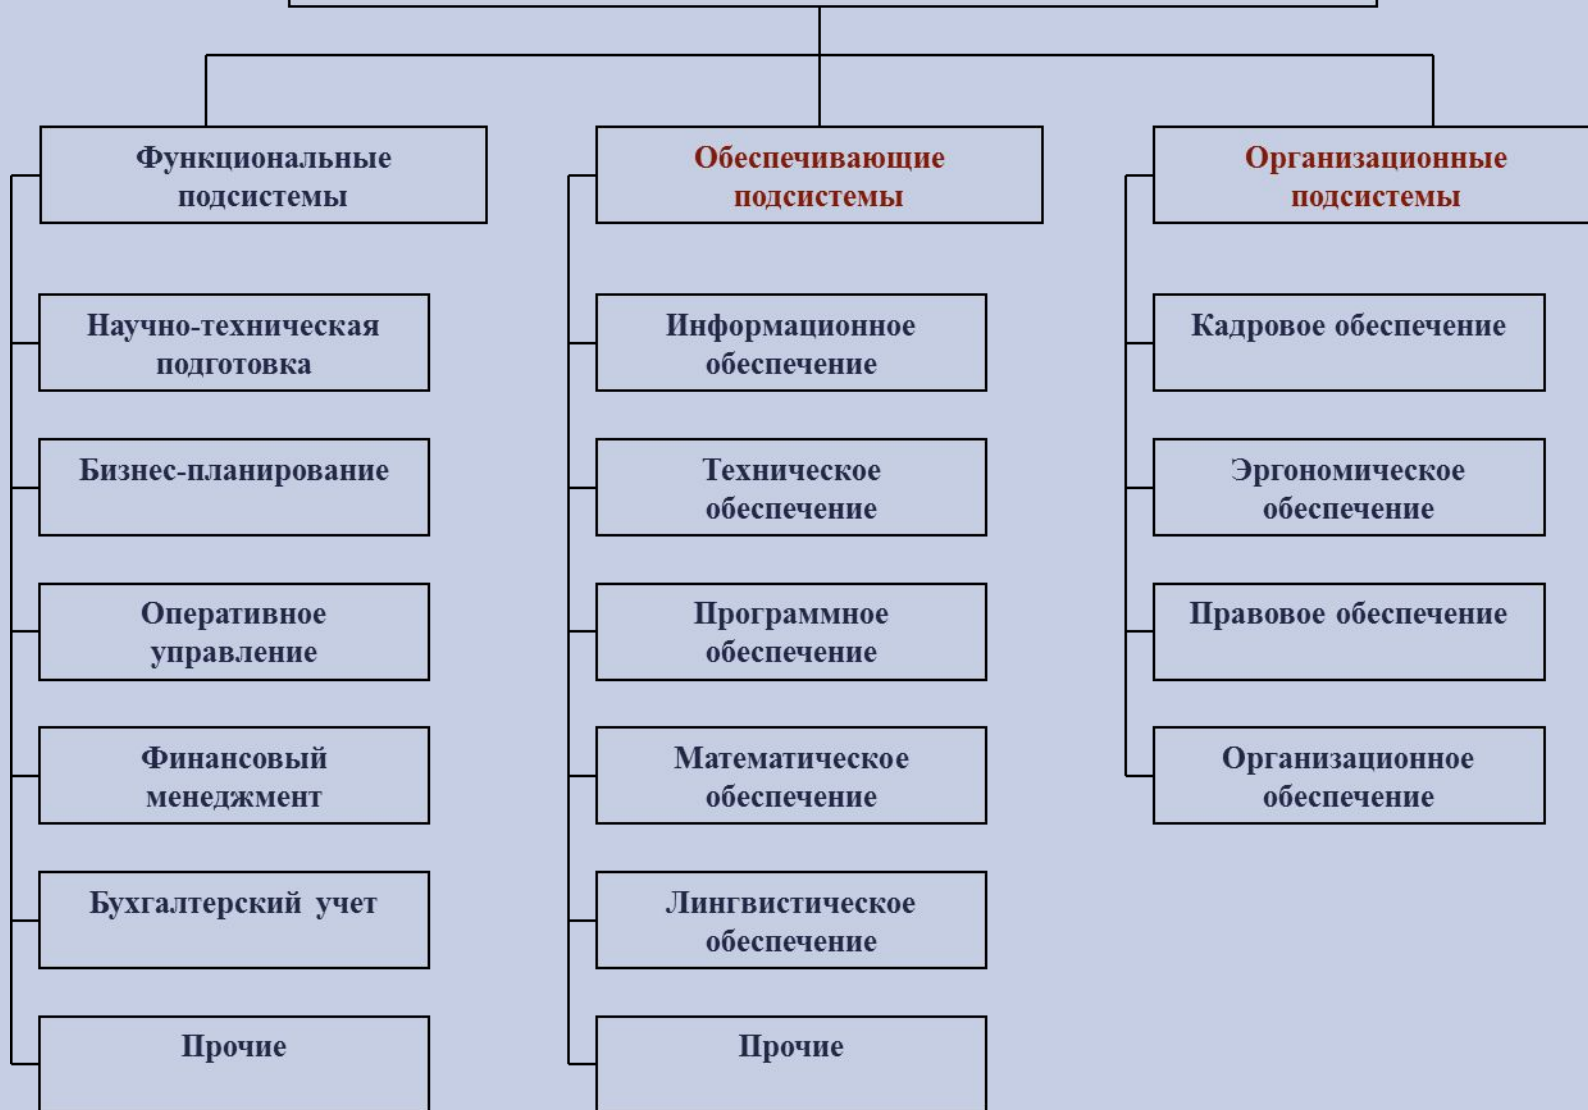 Функциональные
подсистемы
Научно-техническая
подготовка
Бизнес-планирование
Оперативное
управление
Финансовый
менеджмент
Бухгалтерский учет
Прочие
Обеспечивающие
подсистемы
Информационное
обеспечение
Техническое
обеспечение
Программное
обеспечение
Математическое
обеспечение
Лингвистическое
обеспечение
Прочие
Организационные
подсистемы
Кадровое обеспечение
Эргономическое
обеспечение
Правовое обеспечение
Организационное
обеспечение